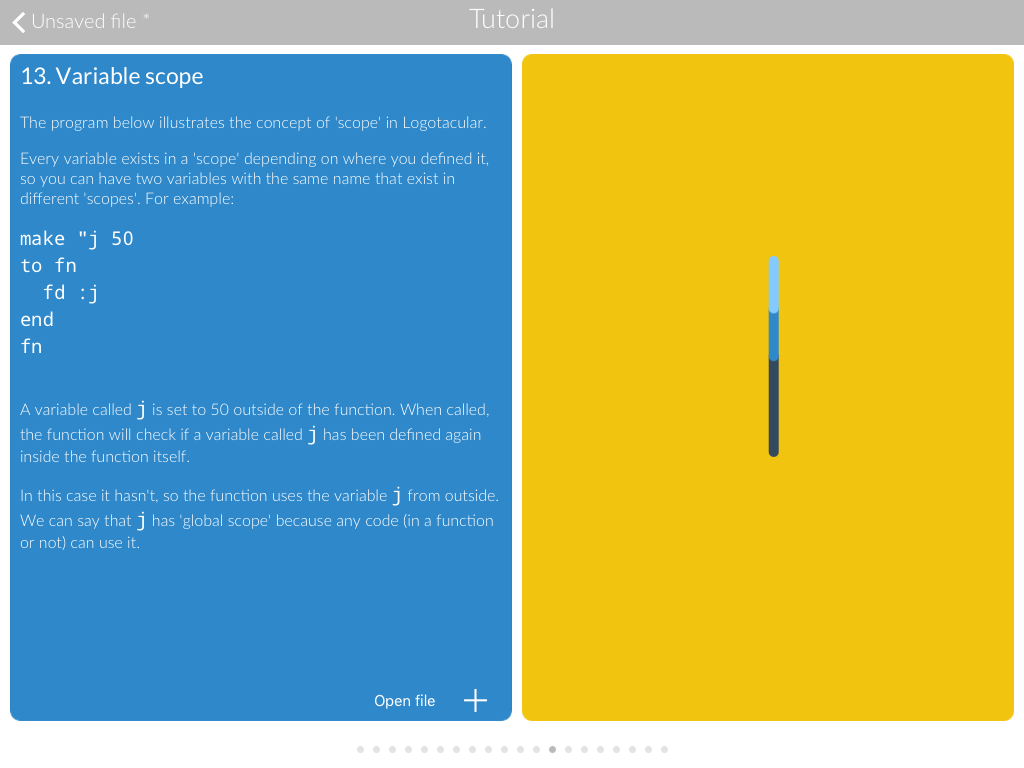 Unsaved file *
Tutorial
13. Variable scope
The program below illustrates the concept of 'scope' in Logotacular.
Every variable exists in a 'scope' depending on where you defined it,
so you can have two variables with the same name that exist in
different 'scopes'. For example:
make "j 50
to fn
  fd :j
end
fn
A variable called j is set to 50 outside of the function. When called,
the function will check if a variable called j has been defined again
inside the function itself.
In this case it hasn't, so the function uses the variable j from outside.
We can say that j has 'global scope' because any code (in a function
or not) can use it.
Open file